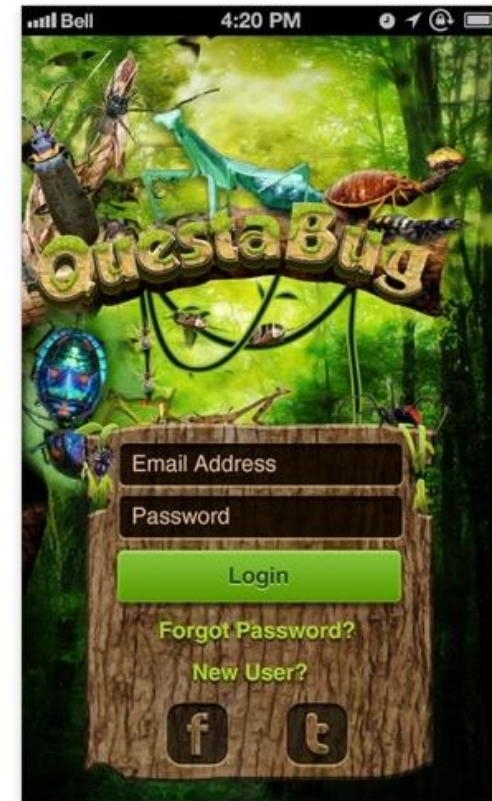 Bell 4:20 PM
QuestaBug
Email Address
Password
Login
Forgot Password?
New User?
f t